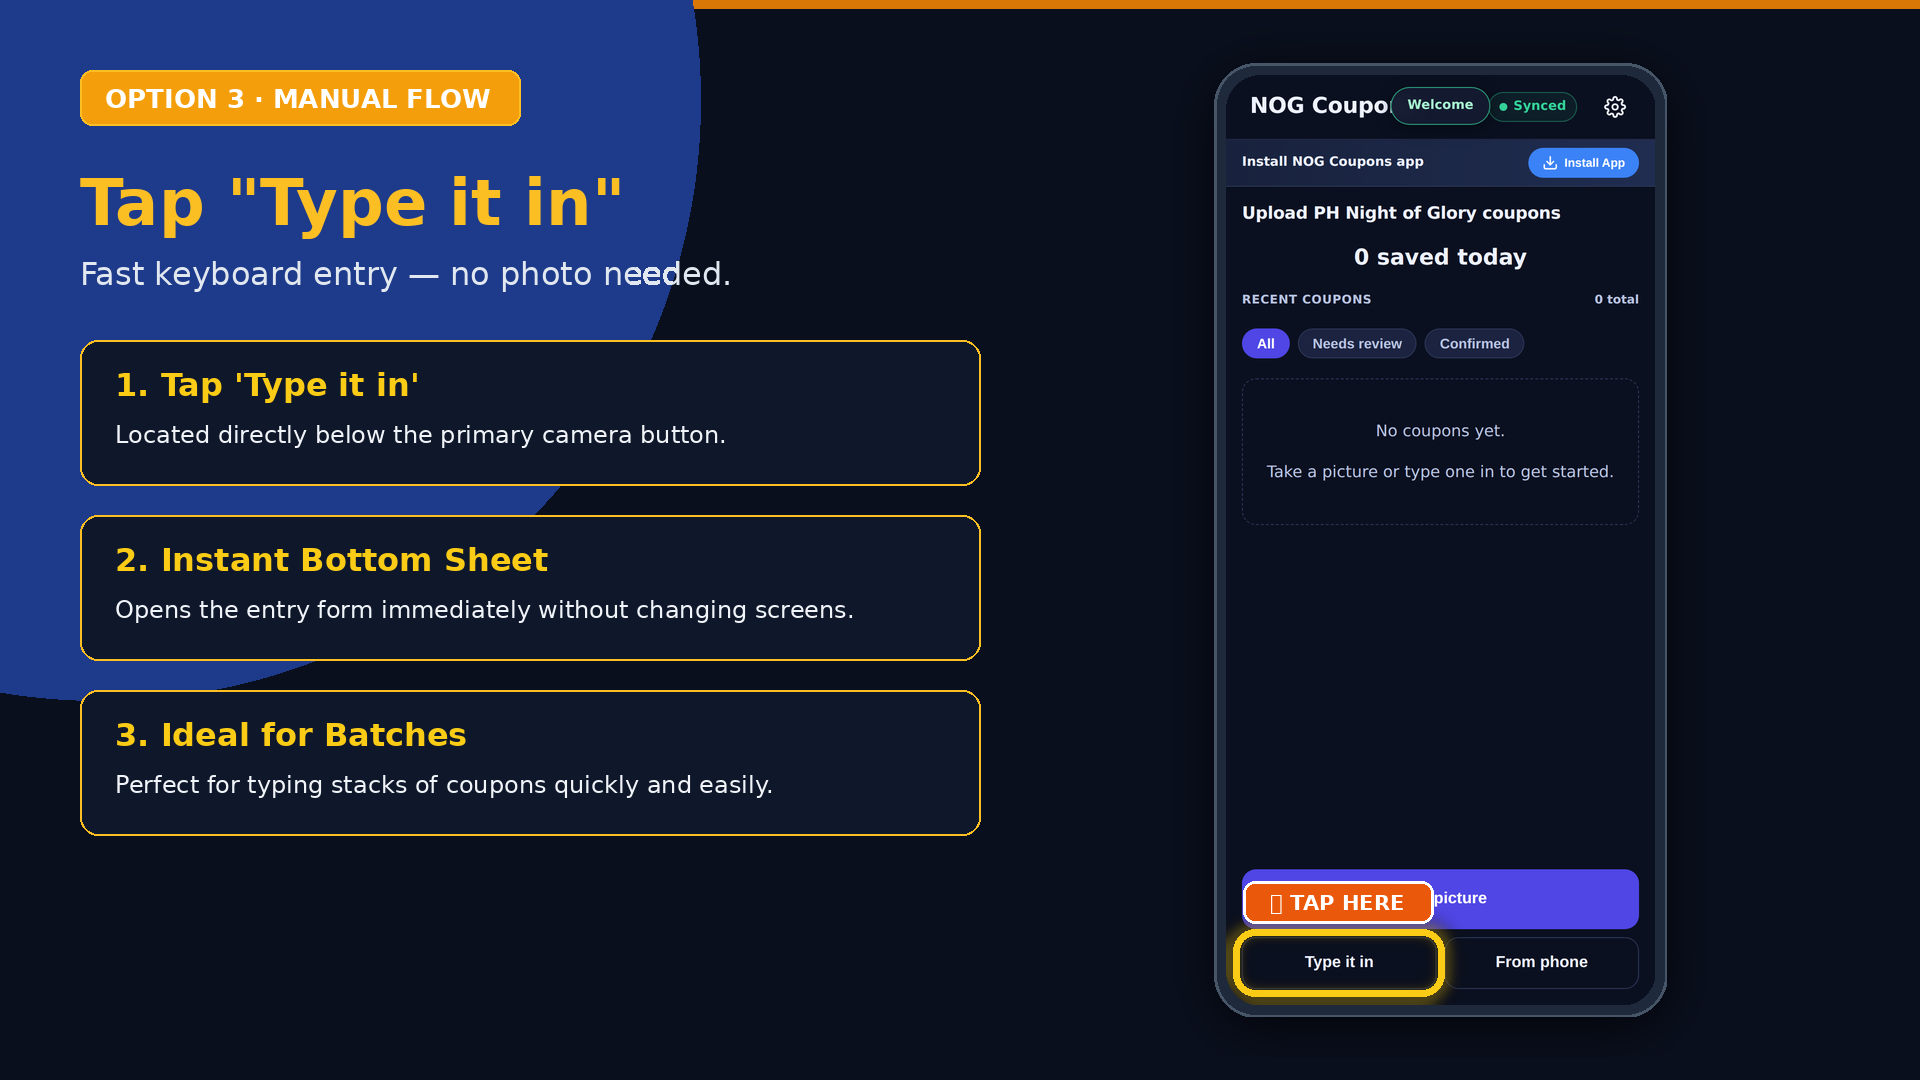 OPTION 3 · MANUAL FLOW
Tap "Type it in"
Fast keyboard entry — no photo needed.
1. Tap 'Type it in'
Located directly below the primary camera button.
2. Instant Bottom Sheet
Opens the entry form immediately without changing screens.
3. Ideal for Batches
Perfect for typing stacks of coupons quickly and easily.
NOG Coupo
Welcome
Synced
Install NOG Coupons app
Install App
Upload PH Night of Glory coupons
0 saved today
RECENT COUPONS
0 total
All
Needs review
Confirmed
No coupons yet.
Take a picture or type one in to get started.
TAP HERE
picture
Type it in
From phone